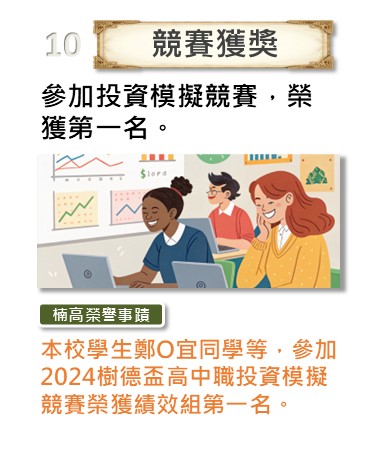 10
競賽獲獎
參加投資模擬競賽，榮
獲第一名。
楠高榮譽事蹟
本校學生鄭O宜同學等，參加
2024樹德盃高中職投資模擬
競賽榮獲績效組第一名。